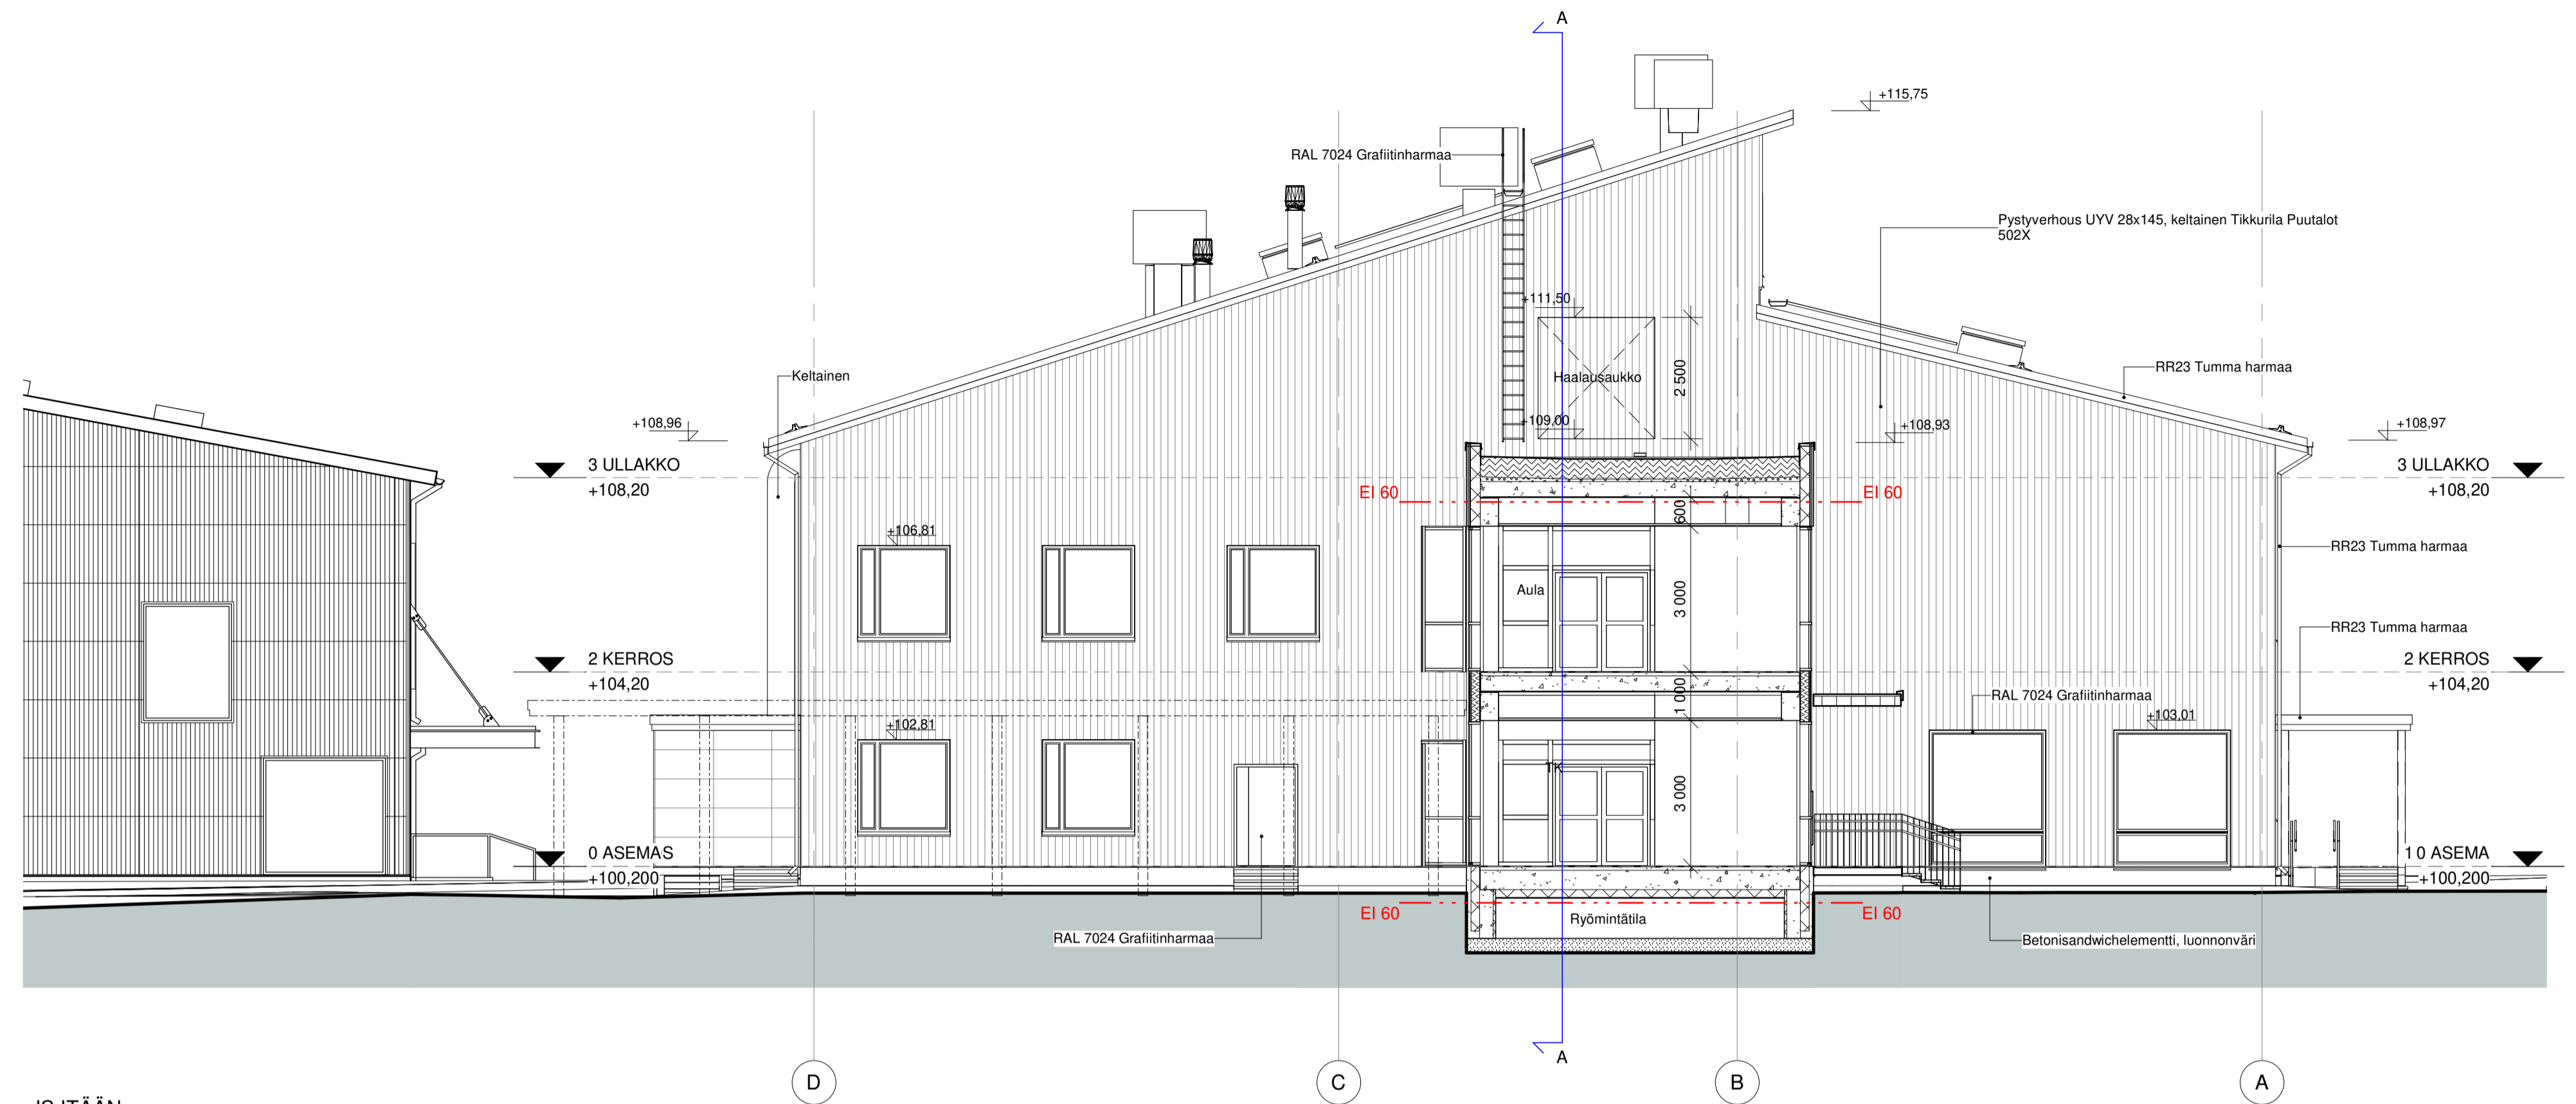 A
+115,75
RAL 7024 Grafiitinharmaa
Pystyverhous UYV 28x145, keltainen Tikkurila Puutalot
502X
+111,50
Haalausaukko
2 500
+109,00
Keltainen
RR23 Tumma harmaa
+108,96
+108,93
+108,97
3 ULLAKKO
+108,20
3 ULLAKKO
+108,20
EI 60
EI 60
600
+106,81
RR23 Tumma harmaa
Aula
3 000
RR23 Tumma harmaa
2 KERROS
+104,20
2 KERROS
+104,20
1 000
RAL 7024 Grafiitinharmaa
+102,81
+103,01
TK
3 000
0 ASEMAS
+100,200
1 0 ASEMA
+100,200
EI 60
EI 60
Ryömintätila
RAL 7024 Grafiitinharmaa
Betonisandwichelementti, luonnonväri
A
D
C
B
A